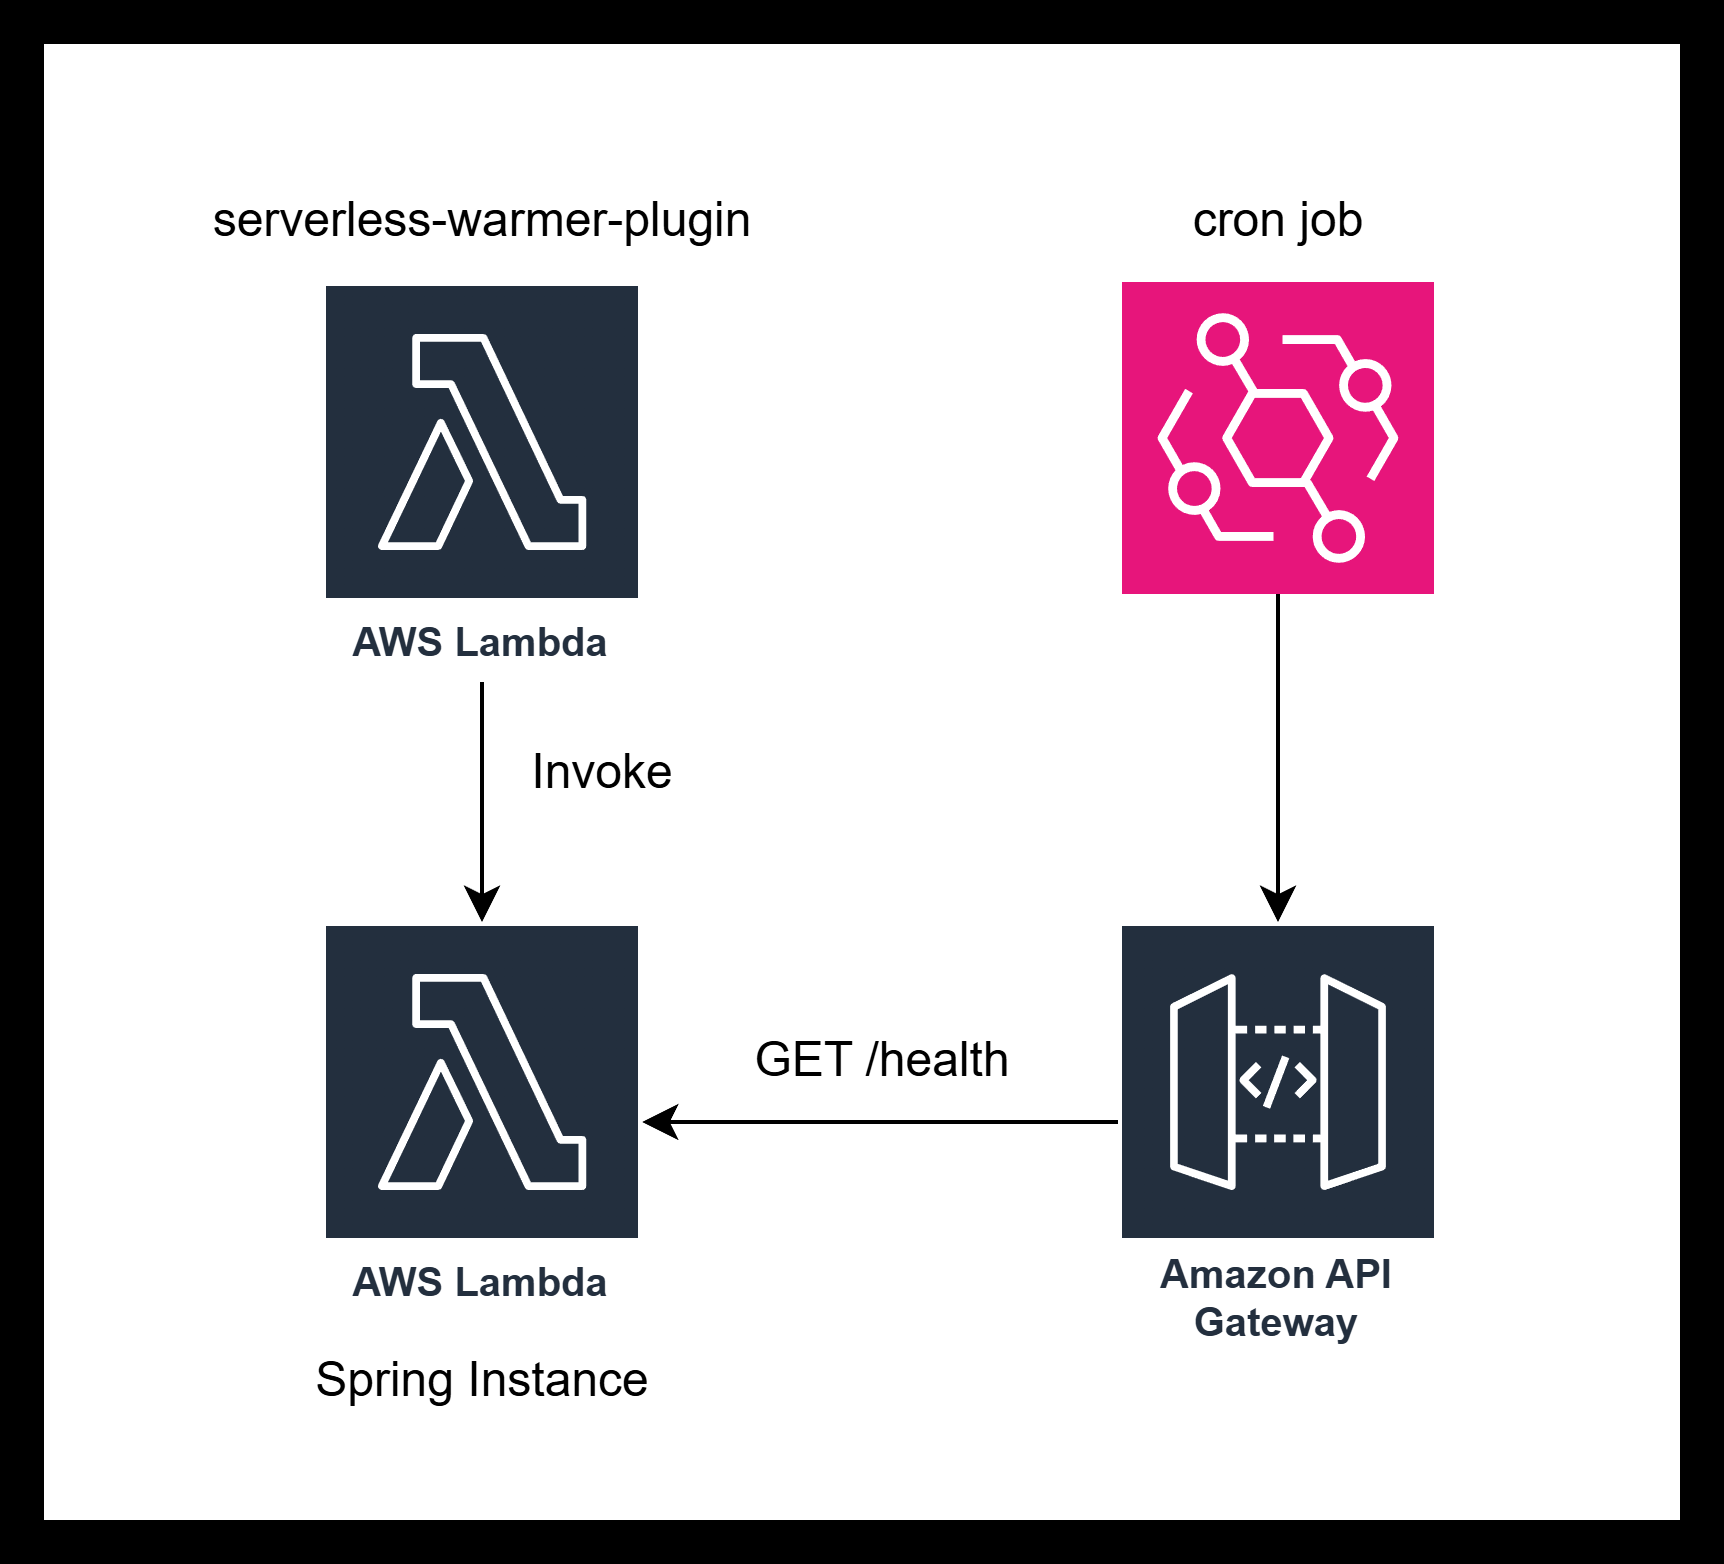 serverless-warmer-plugin
cron job
AWS Lambda
Invoke
GET /health
</>
AWS Lambda
Amazon API
Gateway
Spring Instance